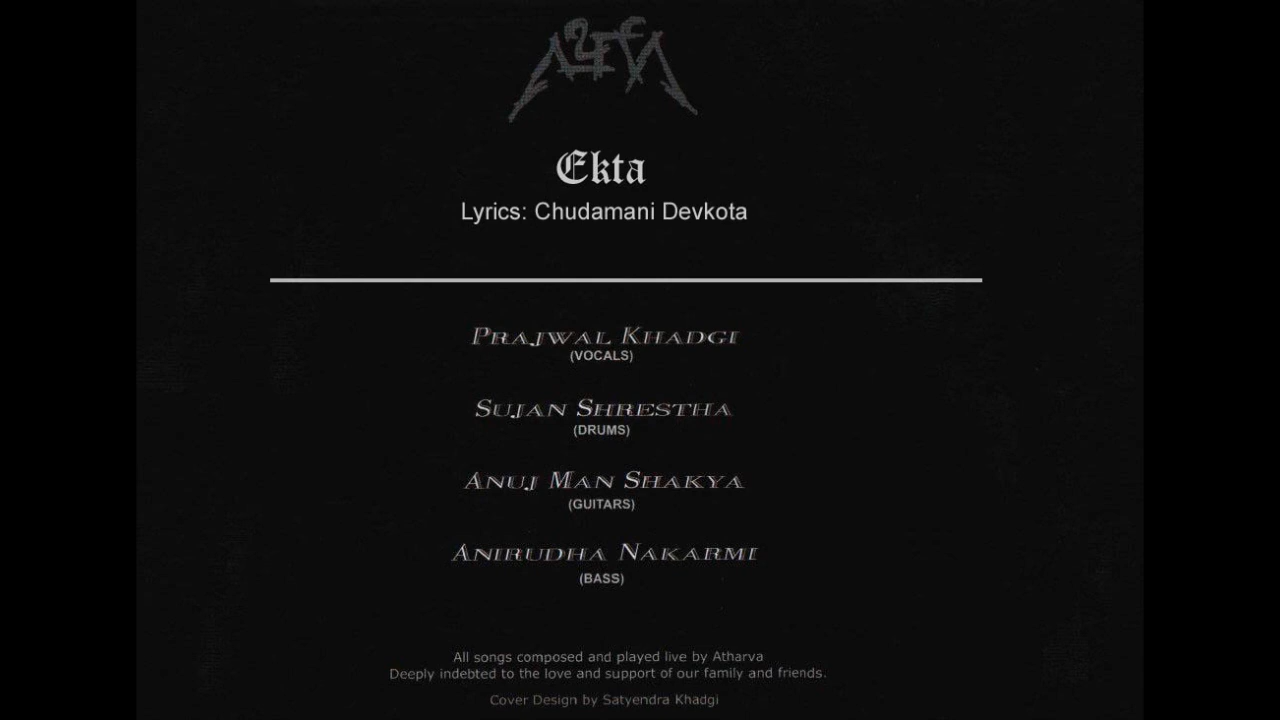 Ekta
Lyrics: Chudamani Devkota
PRAJWAL KHADGI
(VOCALS)
SUJAN SHRESTHA
(DRUMS)
ANUJ MAN SHAKYA
(GUITARS)
ANIRUDHA NAKARMI
(BASS)
All songs composed and played live by Atharva
Deeply indebted to the love and support of our family and friends.
Cover Design by Satyendra Khadgi